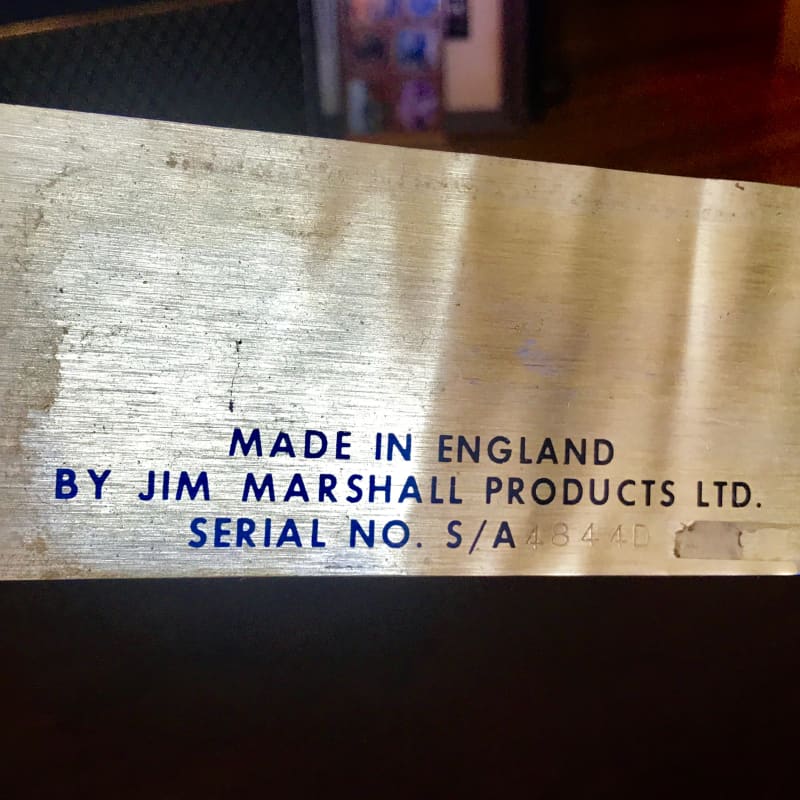 MADE IN ENGLAND
BY JIM MARSHALL PRODUCTS LTD.
SERIAL NO. S/A 4844D